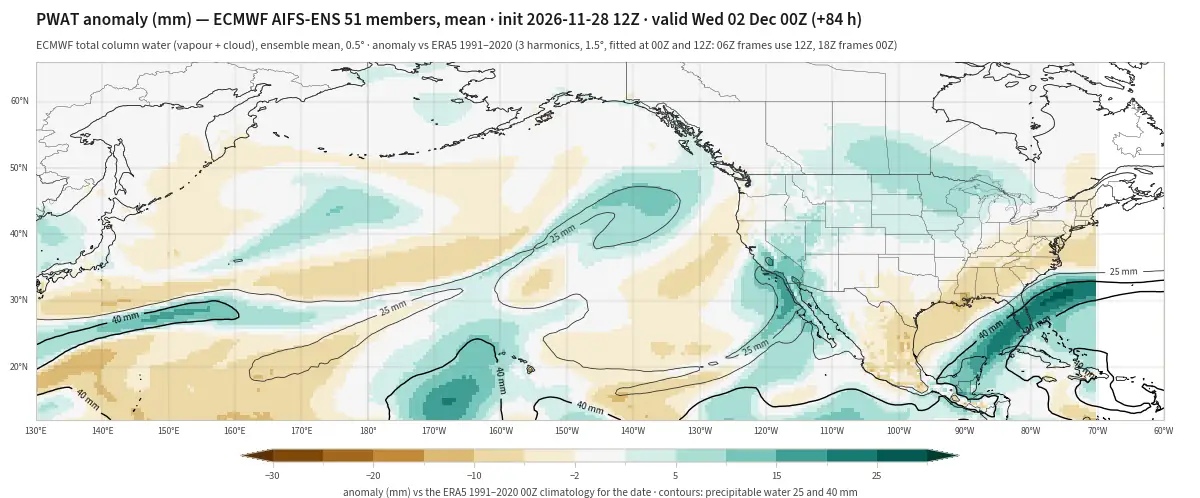 PWAT anomaly (mm) — ECMWF AIFS-ENS 51 members, mean · init 2026-11-28 12Z · valid Wed 02 Dec 00Z (+84 h)
ECMWF total column water (vapour + cloud), ensemble mean, 0.5° · anomaly vs ERA5 1991–2020 (3 harmonics, 1.5°, fitted at 00Z and 12Z: 06Z frames use 12Z, 18Z frames 00Z)
60°N
50°N
40°N
30°N
20°N
25 mm
25 mm
25 mm
40 mm
25 mm
40 mm
25 mm
40 mm
40 mm
40 mm
130°E 140°E 150°E 160°E 170°E 180° 170°W 160°W 150°W 140°W 130°W 120°W 110°W 100°W 90°W 80°W 70°W 60°W
−30 −20 −10 −2 5 15 25
anomaly (mm) vs the ERA5 1991–2020 00Z climatology for the date · contours: precipitable water 25 and 40 mm